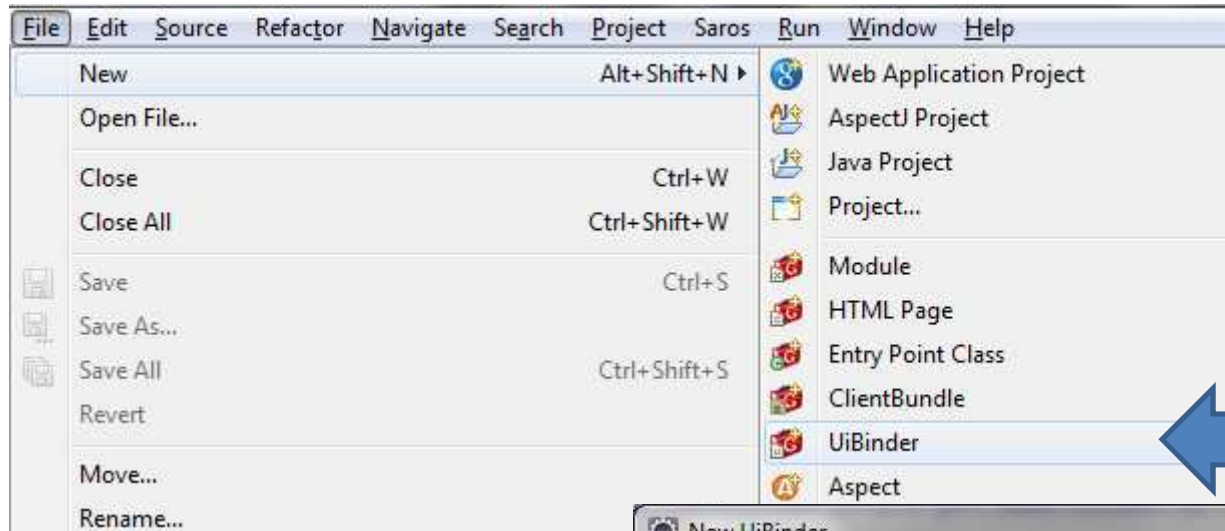 File Edit Source Refactor Navigate Search Project Saros Run Window Help
New Alt+Shift+N
Open File...
Close Ctrl+W
Close All Ctrl+Shift+W
Save Ctrl+S
Save As...
Save All Ctrl+Shift+S
Revert
Move...
Rename...
Web Application Project
AspectJ Project
Java Project
Project...
Module
HTML Page
Entry Point Class
ClientBundle
UiBinder
Aspect
New UiBinder